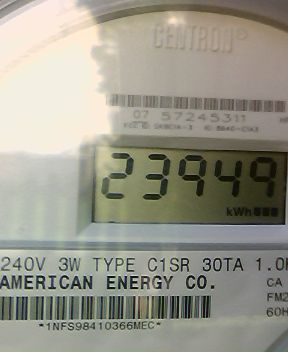 CENTRON®
07 57245311
23949
kWh
240V 3W TYPE C1SR 30TA 1.0
AMERICAN ENERGY CO.
CA
FM2
60H
*1NFS98410366MEC*